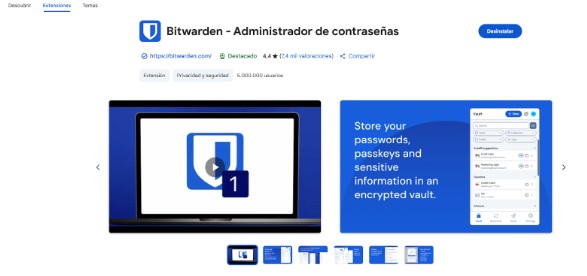 Descubrir Extensiones Temas
Bitwarden - Administrador de contraseñas
Desinstalar
https://bitwarden.com/ Destacado 4,4 ★ (7,4 mil valoraciones) Compartir
Extensión Privacidad y seguridad 5.000.000 usuarios
1
Store your
passwords,
passkeys and
sensitive
information in an
encrypted vault.
Vault